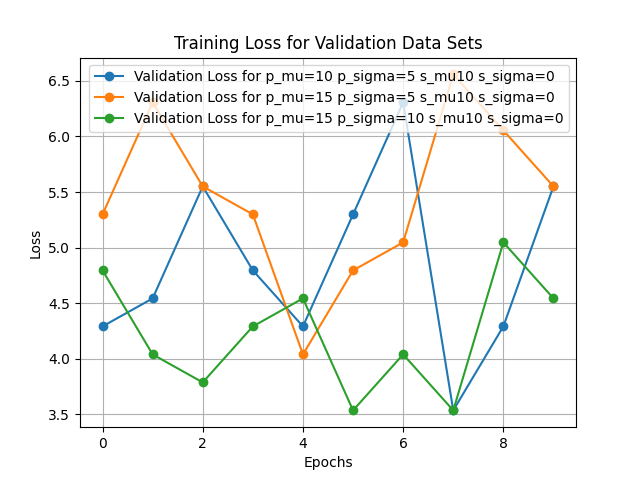 Training Loss for Validation Data Sets
Validation Loss for p_mu=10 p_sigma=5 s_mu10 s_sigma=0
Validation Loss for p_mu=15 p_sigma=5 s_mu10 s_sigma=0
Validation Loss for p_mu=15 p_sigma=10 s_mu10 s_sigma=0
6.5
6.0
5.5
5.0
4.5
4.0
3.5
Loss
0 2 4 6 8
Epochs